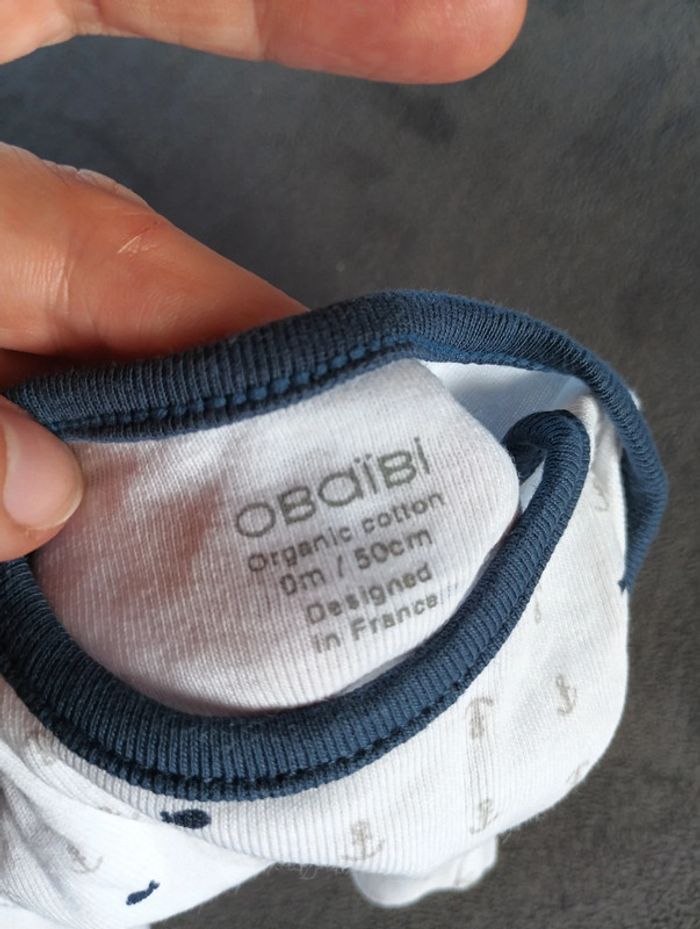 OBaïBi
Organic cotton
0m / 50cm
Designed
in France